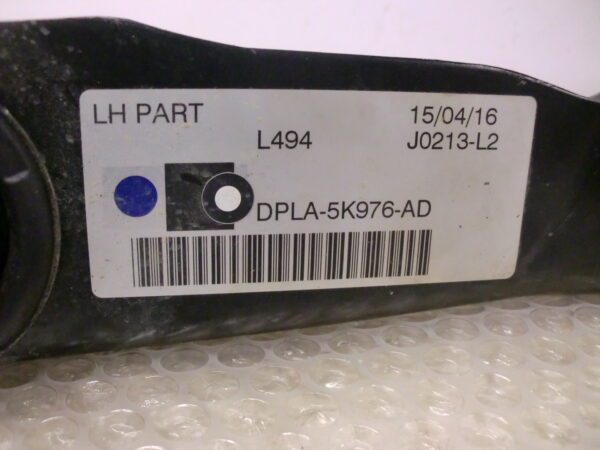 LH PART 15/04/16
L494 J0213-L2
DPLA-5K976-AD